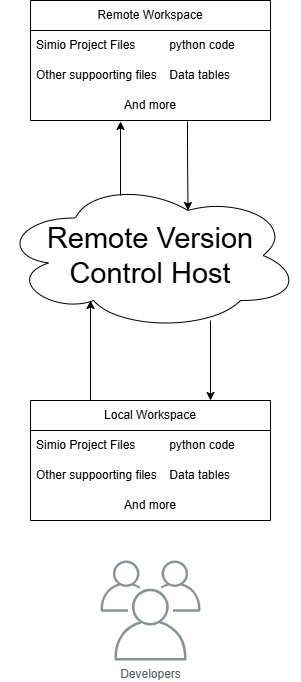 Remote Workspace
Simio Project Files python code
Other suppoorting files Data tables
And more
Remote Version
Control Host
Local Workspace
Simio Project Files python code
Other suppoorting files Data tables
And more
Developers